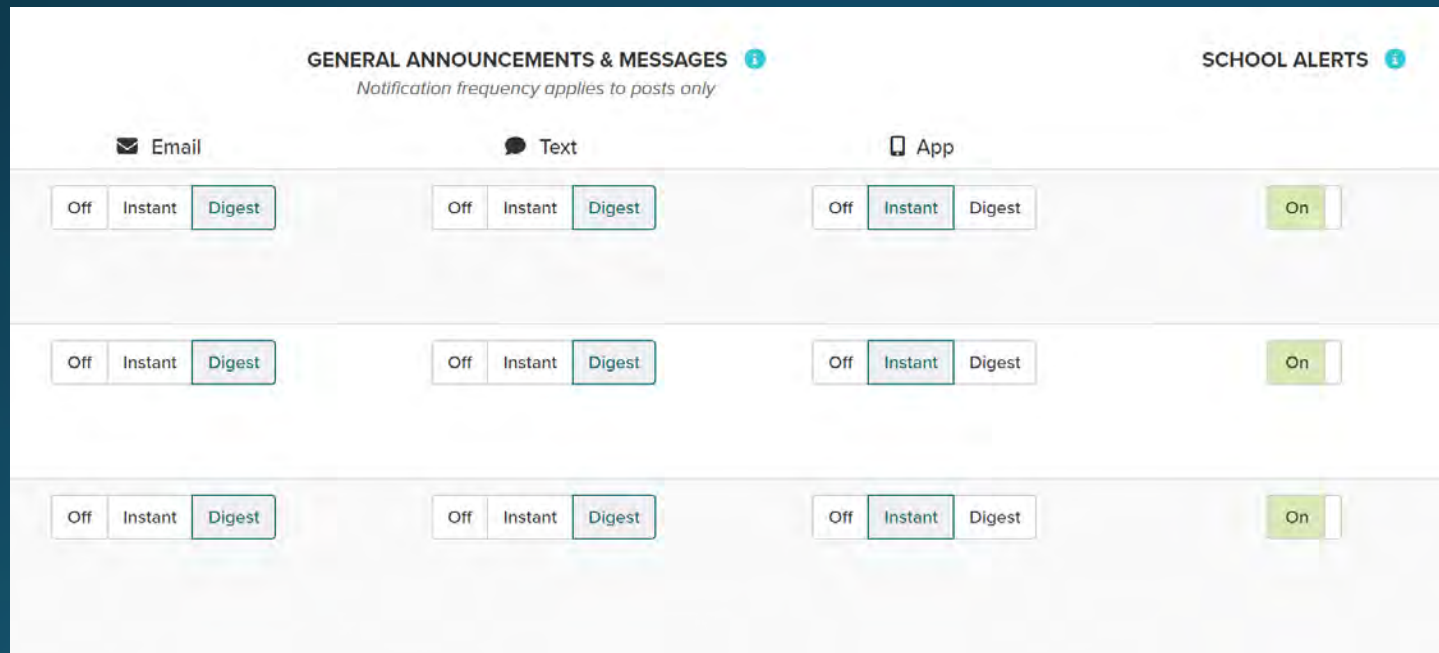 GENERAL ANNOUNCEMENTS & MESSAGES SCHOOL ALERTS
Notification frequency applies to posts only
Email Text App
Off Instant Digest Off Instant Digest Off Instant Digest On
Off Instant Digest Off Instant Digest Off Instant Digest On
Off Instant Digest Off Instant Digest Off Instant Digest On